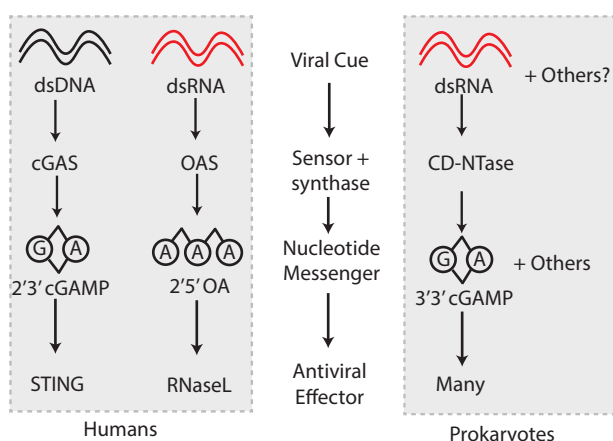 dsDNA
cGAS
G A
2'3' cGAMP
STING
dsRNA
OAS
A A A
2'5' OA
RNaseL
Humans
Viral Cue
Sensor +
synthase
Nucleotide
Messenger
Antiviral
Effector
dsRNA
+ Others?
CD-NTase
G A
+ Others
3'3' cGAMP
Many
Prokaryotes